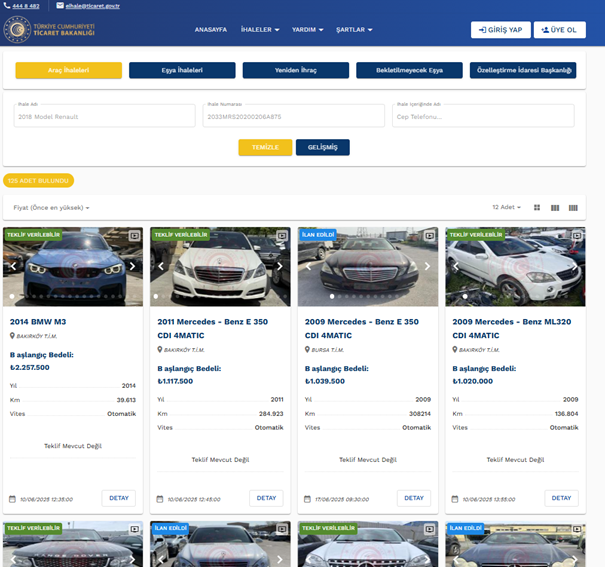 444 8 482
eihale@ticaret.gov.tr
TÜRKİYE CUMHURİYETİ
TİCARET BAKANLIĞI
ANASAYFA İHALELER YARDIM ŞARTLAR
GİRİŞ YAP ÜYE OL
Araç İhaleleri Eşya İhaleleri Yeniden İhraç Bekletilmeyecek Eşya Özelleştirme İdaresi Başkanlığı
İhale Adı İhale Numarası İhale İçeriğinde Adı
2018 Model Renault 2033MRS20200206A875 Cep Telefonu...
TEMİZLE GELİŞMİŞ
125 ADET BULUNDU
Fiyat (Önce en yüksek) 12 Adet
TEKLİF VERİLEBİLİR TEKLİF VERİLEBİLİR İLAN EDİLDİ TEKLİF VERİLEBİLİR
2014 BMW M3
BAKIRKÖY T.İ.M.
B aşlangıç Bedeli:
₺2.257.500
Yıl 2014
Km 39.613
Vites Otomatik
Teklif Mevcut Değil
10/06/2025 12:35:00 DETAY
2011 Mercedes - Benz E 350
CDI 4MATIC
BAKIRKÖY T.İ.M.
B aşlangıç Bedeli:
₺1.117.500
Yıl 2011
Km 284.923
Vites Otomatik
Teklif Mevcut Değil
10/06/2025 12:45:00 DETAY
2009 Mercedes - Benz E 350
CDI 4MATIC
BURSA T.İ.M.
B aşlangıç Bedeli:
₺1.039.500
Yıl 2009
Km 308214
Vites Otomatik
Teklif Mevcut Değil
17/06/2025 09:30:00 DETAY
2009 Mercedes - Benz ML320
CDI 4MATIC
BAKIRKÖY T.İ.M.
B aşlangıç Bedeli:
₺1.020.000
Yıl 2009
Km 136.804
Vites Otomatik
Teklif Mevcut Değil
10/06/2025 13:55:00 DETAY
TEKLİF VERİLEBİLİR İLAN EDİLDİ TEKLİF VERİLEBİLİR İLAN EDİLDİ